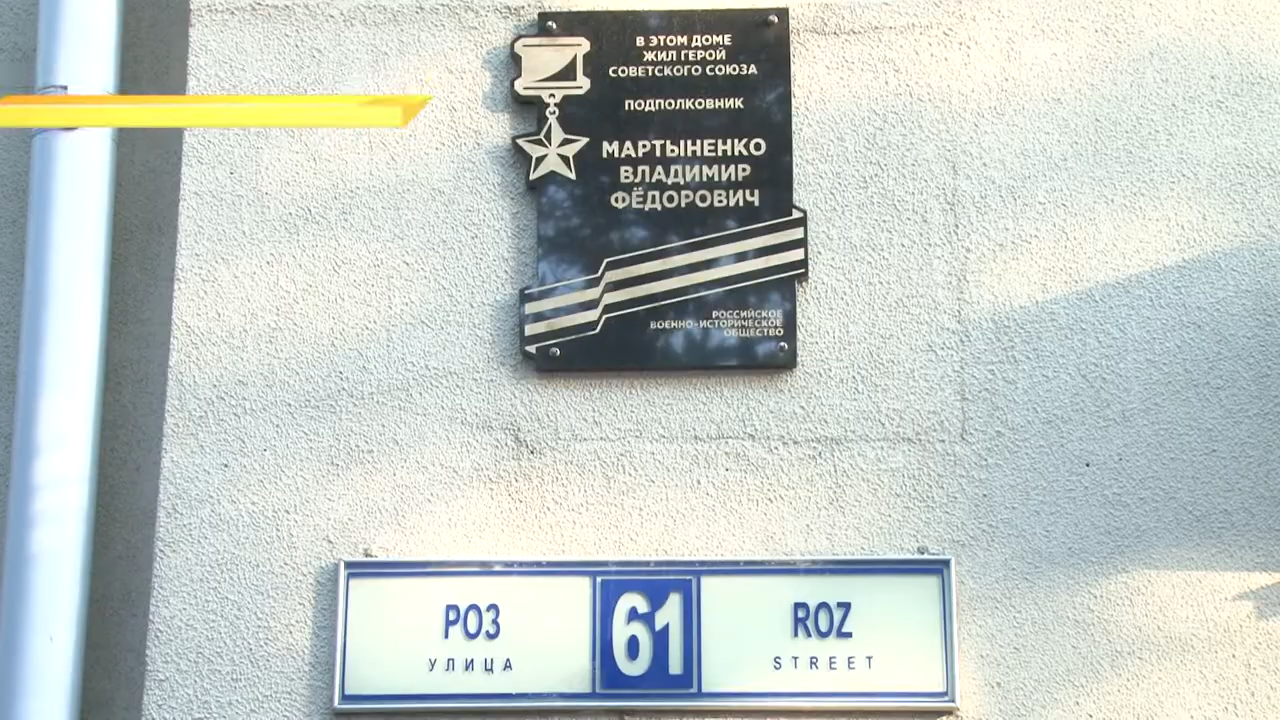 В ЭТОМ ДОМЕ
ЖИЛ ГЕРОЙ
СОВЕТСКОГО СОЮЗА
ПОДПОЛКОВНИК
МАРТЫНЕНКО
ВЛАДИМИР
ФЁДОРОВИЧ
РОССИЙСКОЕ
ВОЕННО-ИСТОРИЧЕСКОЕ
ОБЩЕСТВО
РОЗ
УЛИЦА
61
ROZ
STREET